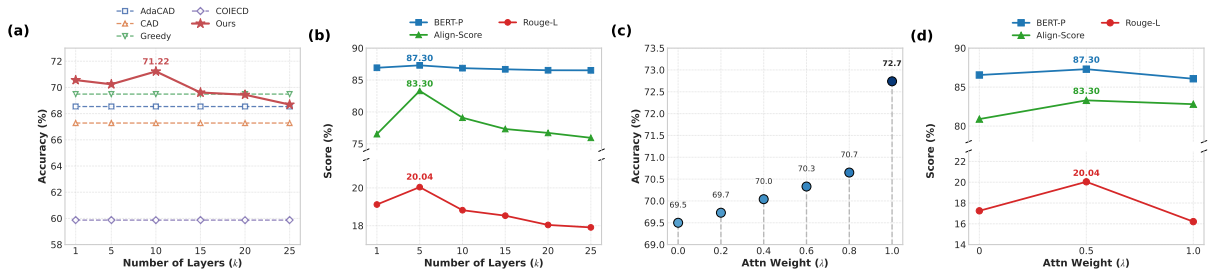 (a)
AdaCAD
CAD
Greedy
COIECD
Ours
71.22
72
70
68
66
64
62
60
58
1
5
10
15
20
25
Accuracy (%)
Number of Layers (k)
(b)
BERT-P
Align-Score
Rouge-L
87.30
83.30
20.04
90
85
80
75
20
18
1
5
10
15
20
25
Score (%)
Number of Layers (k)
(c)
73.5
73.0
72.5
72.0
71.5
71.0
70.5
70.0
69.5
69.0
69.5
69.7
70.0
70.3
70.7
72.7
0.0
0.2
0.4
0.6
0.8
1.0
Accuracy (%)
Attn Weight (λ)
(d)
BERT-P
Align-Score
Rouge-L
87.30
83.30
20.04
90
85
80
22
20
18
16
14
0
0.5
1.0
Score (%)
Attn Weight (λ)